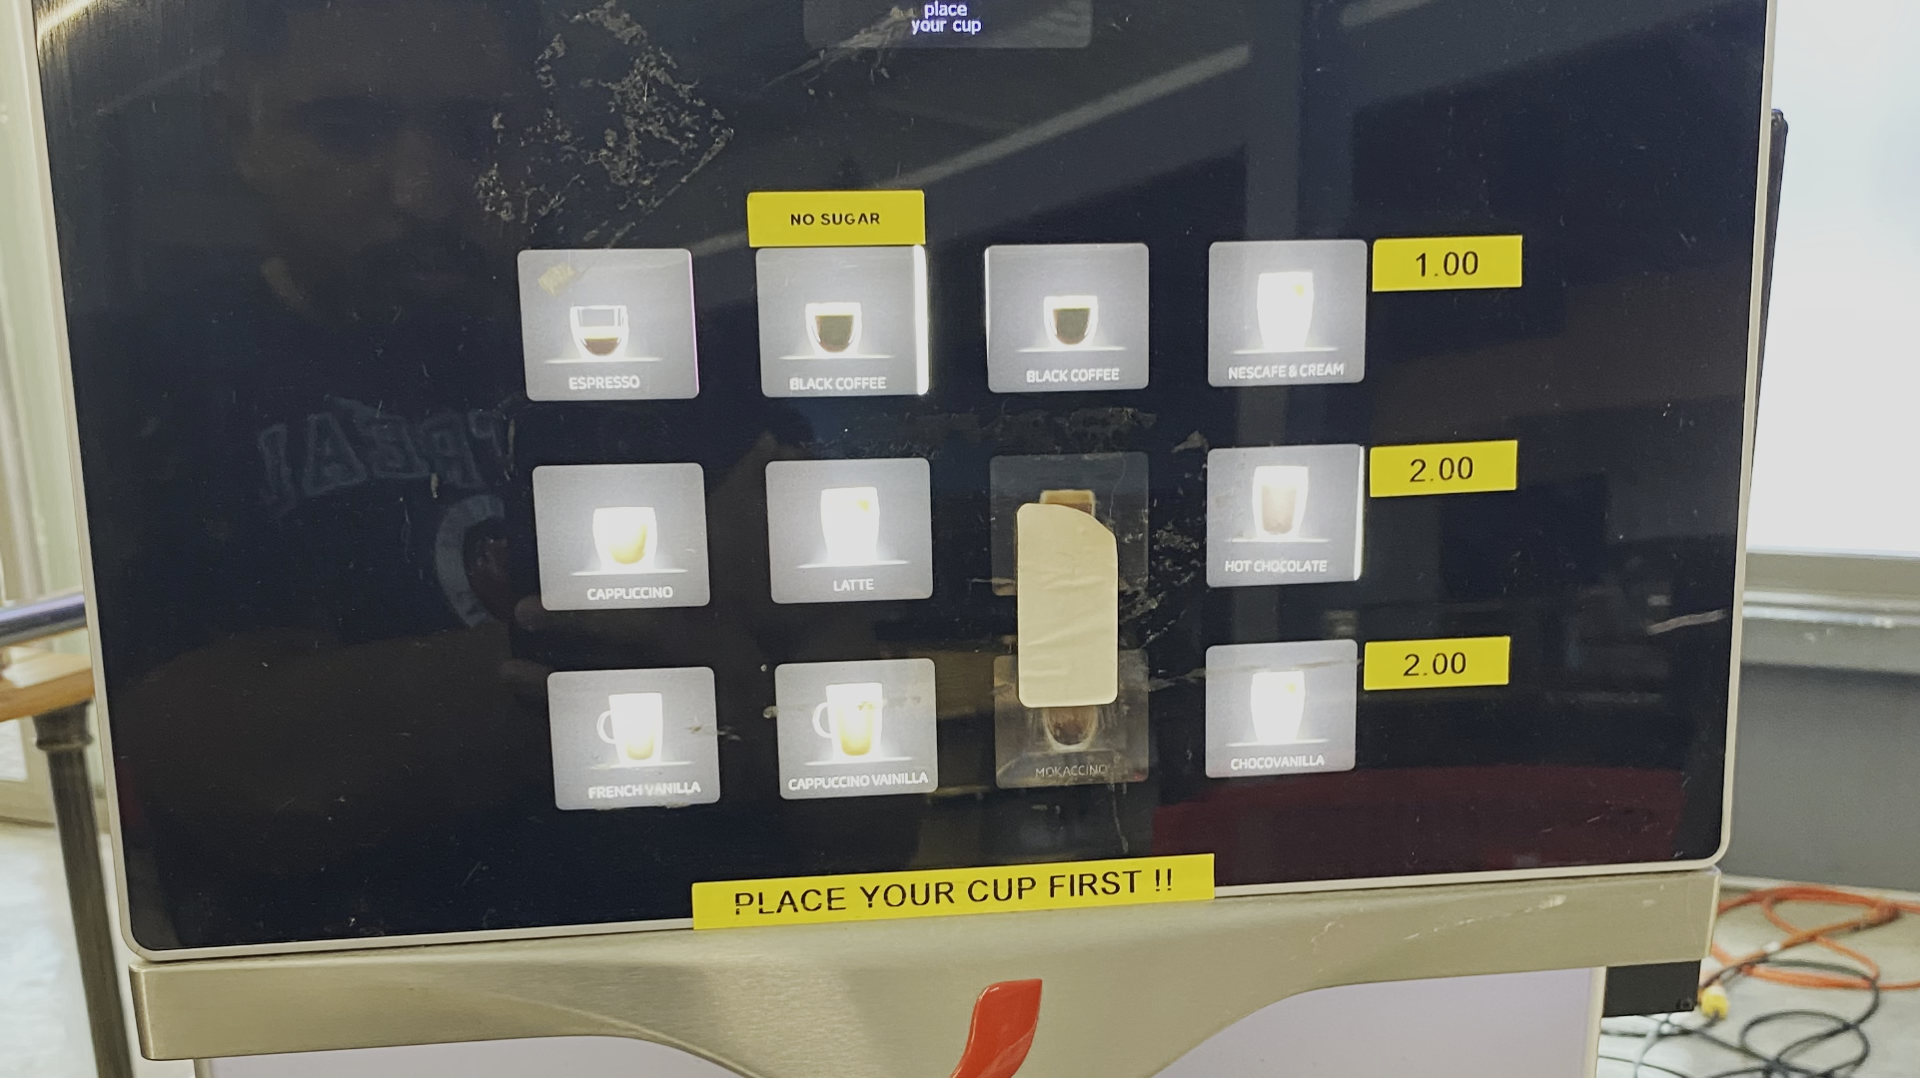 place
your cup
NO SUGAR
1.00
ESPRESSO
BLACK COFFEE
BLACK COFFEE
NESCAFE & CREAM
2.00
CAPPUCCINO
LATTE
HOT CHOCOLATE
2.00
FRENCH VANILLA
CAPPUCCINO VAINILLA
MOKACCINO
CHOCOVANILLA
PLACE YOUR CUP FIRST !!